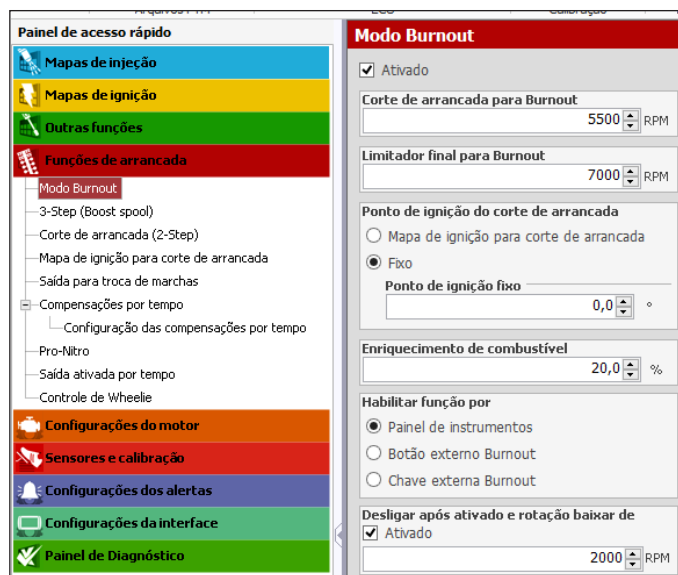 Painel de acesso rápido
Mapas de injeção
Mapas de ignição
Outras funções
Funções de arrancada
Modo Burnout
3-Step (Boost spool)
Corte de arrancada (2-Step)
Mapa de ignição para corte de arrancada
Saída para troca de marchas
Compensações por tempo
Configuração das compensações por tempo
Pro-Nitro
Saída ativada por tempo
Controle de Wheelie
Configurações do motor
Sensores e calibração
Configurações dos alertas
Configurações da interface
Painel de Diagnóstico
Modo Burnout
Ativado
Corte de arrancada para Burnout
5500 RPM
Limitador final para Burnout
7000 RPM
Ponto de ignição do corte de arrancada
Mapa de ignição para corte de arrancada
Fixo
Ponto de ignição fixo
0,0 °
Enriquecimento de combustível
20,0 %
Habilitar função por
Painel de instrumentos
Botão externo Burnout
Chave externa Burnout
Desligar após ativado e rotação baixar de
Ativado
2000 RPM